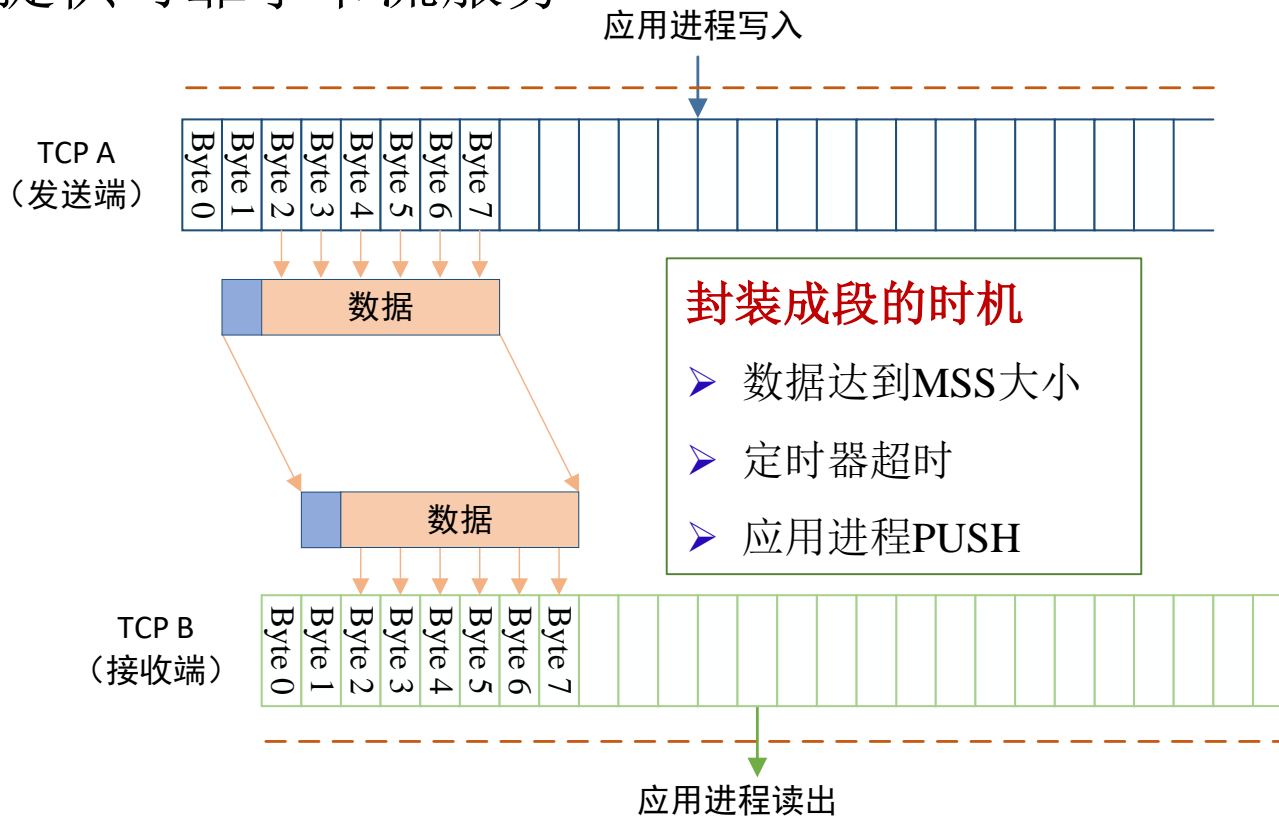 应用进程写入
TCP A
（发送端）
Byte 0
Byte 1
Byte 2
Byte 3
Byte 4
Byte 5
Byte 6
Byte 7
数据
封装成段的时机
➢ 数据达到MSS大小
➢ 定时器超时
➢ 应用进程PUSH
数据
TCP B
（接收端）
Byte 0
Byte 1
Byte 2
Byte 3
Byte 4
Byte 5
Byte 6
Byte 7
应用进程读出